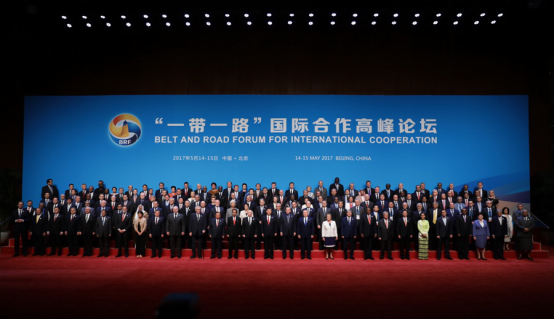 BRF
“一带一路”国际合作高峰论坛
BELT AND ROAD FORUM FOR INTERNATIONAL COOPERATION
2017年5月14-15日 中国·北京 14-15 MAY 2017 BEIJING, CHINA